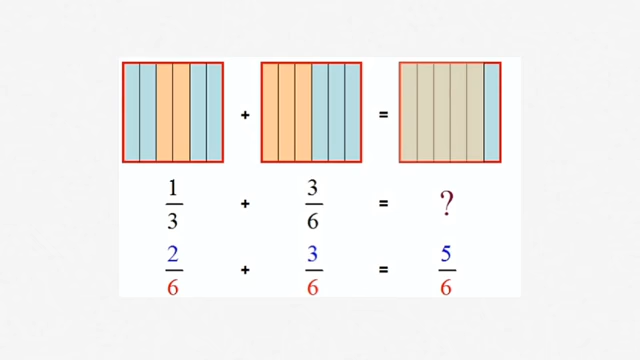 + =
1/3 + 3/6 = ?
2/6 + 3/6 = 5/6